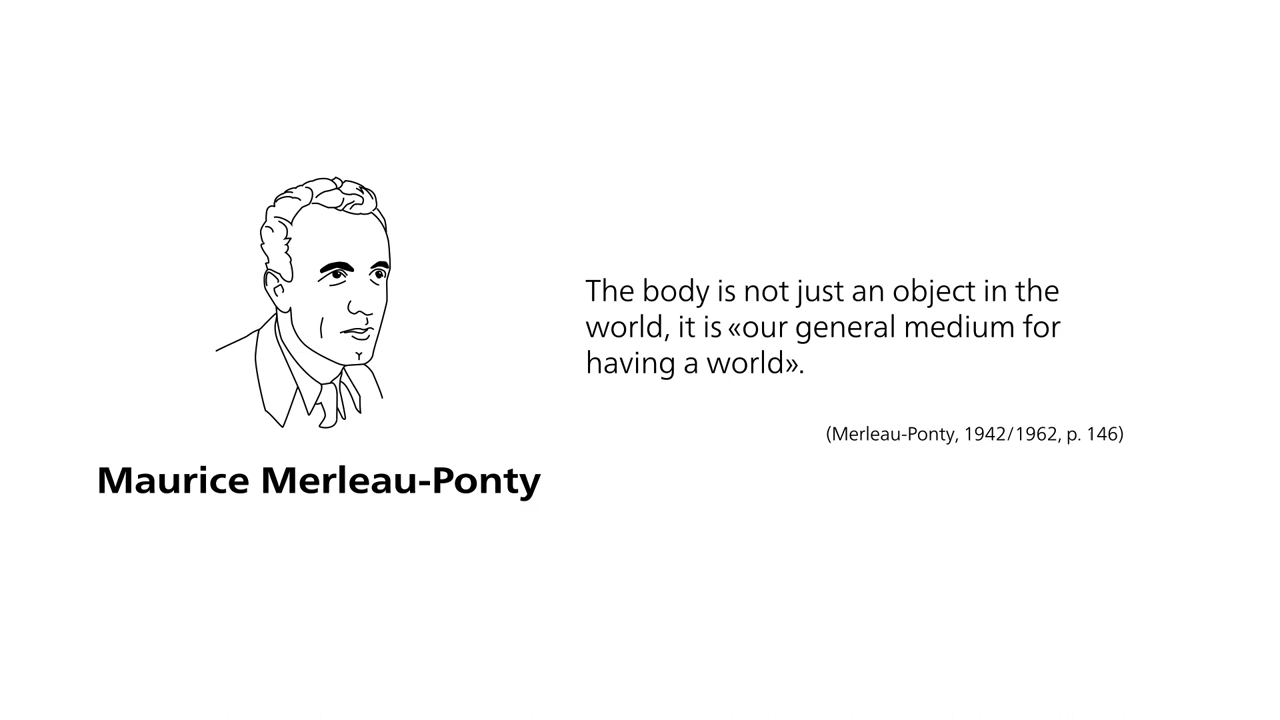 The body is not just an object in the
world, it is «our general medium for
having a world».
(Merleau-Ponty, 1942/1962, p. 146)
Maurice Merleau-Ponty